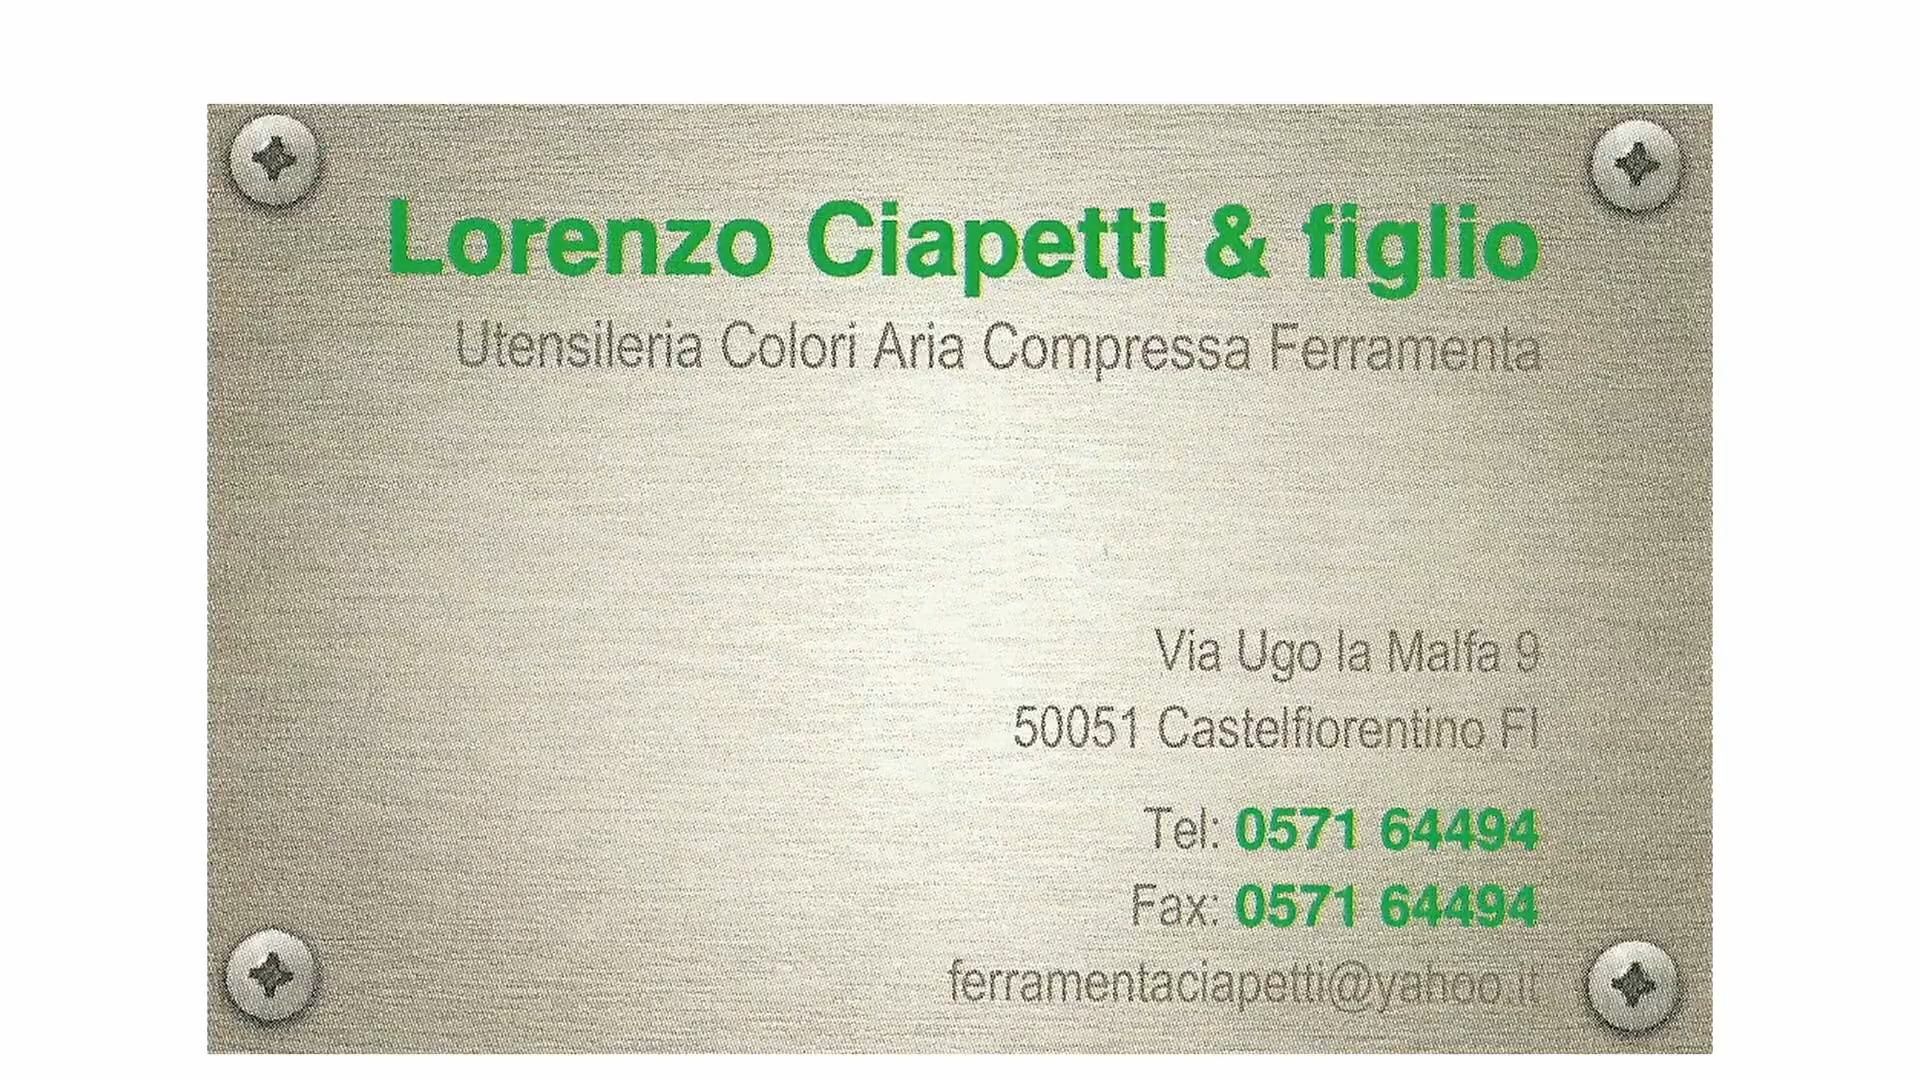 Lorenzo Ciapetti & figlio
Utensileria Colori Aria Compressa Ferramenta
Via Ugo la Malfa 9
50051 Castelfiorentino FI
Tel: 0571 64494
Fax: 0571 64494
ferramentaciapetti@yahoo.it